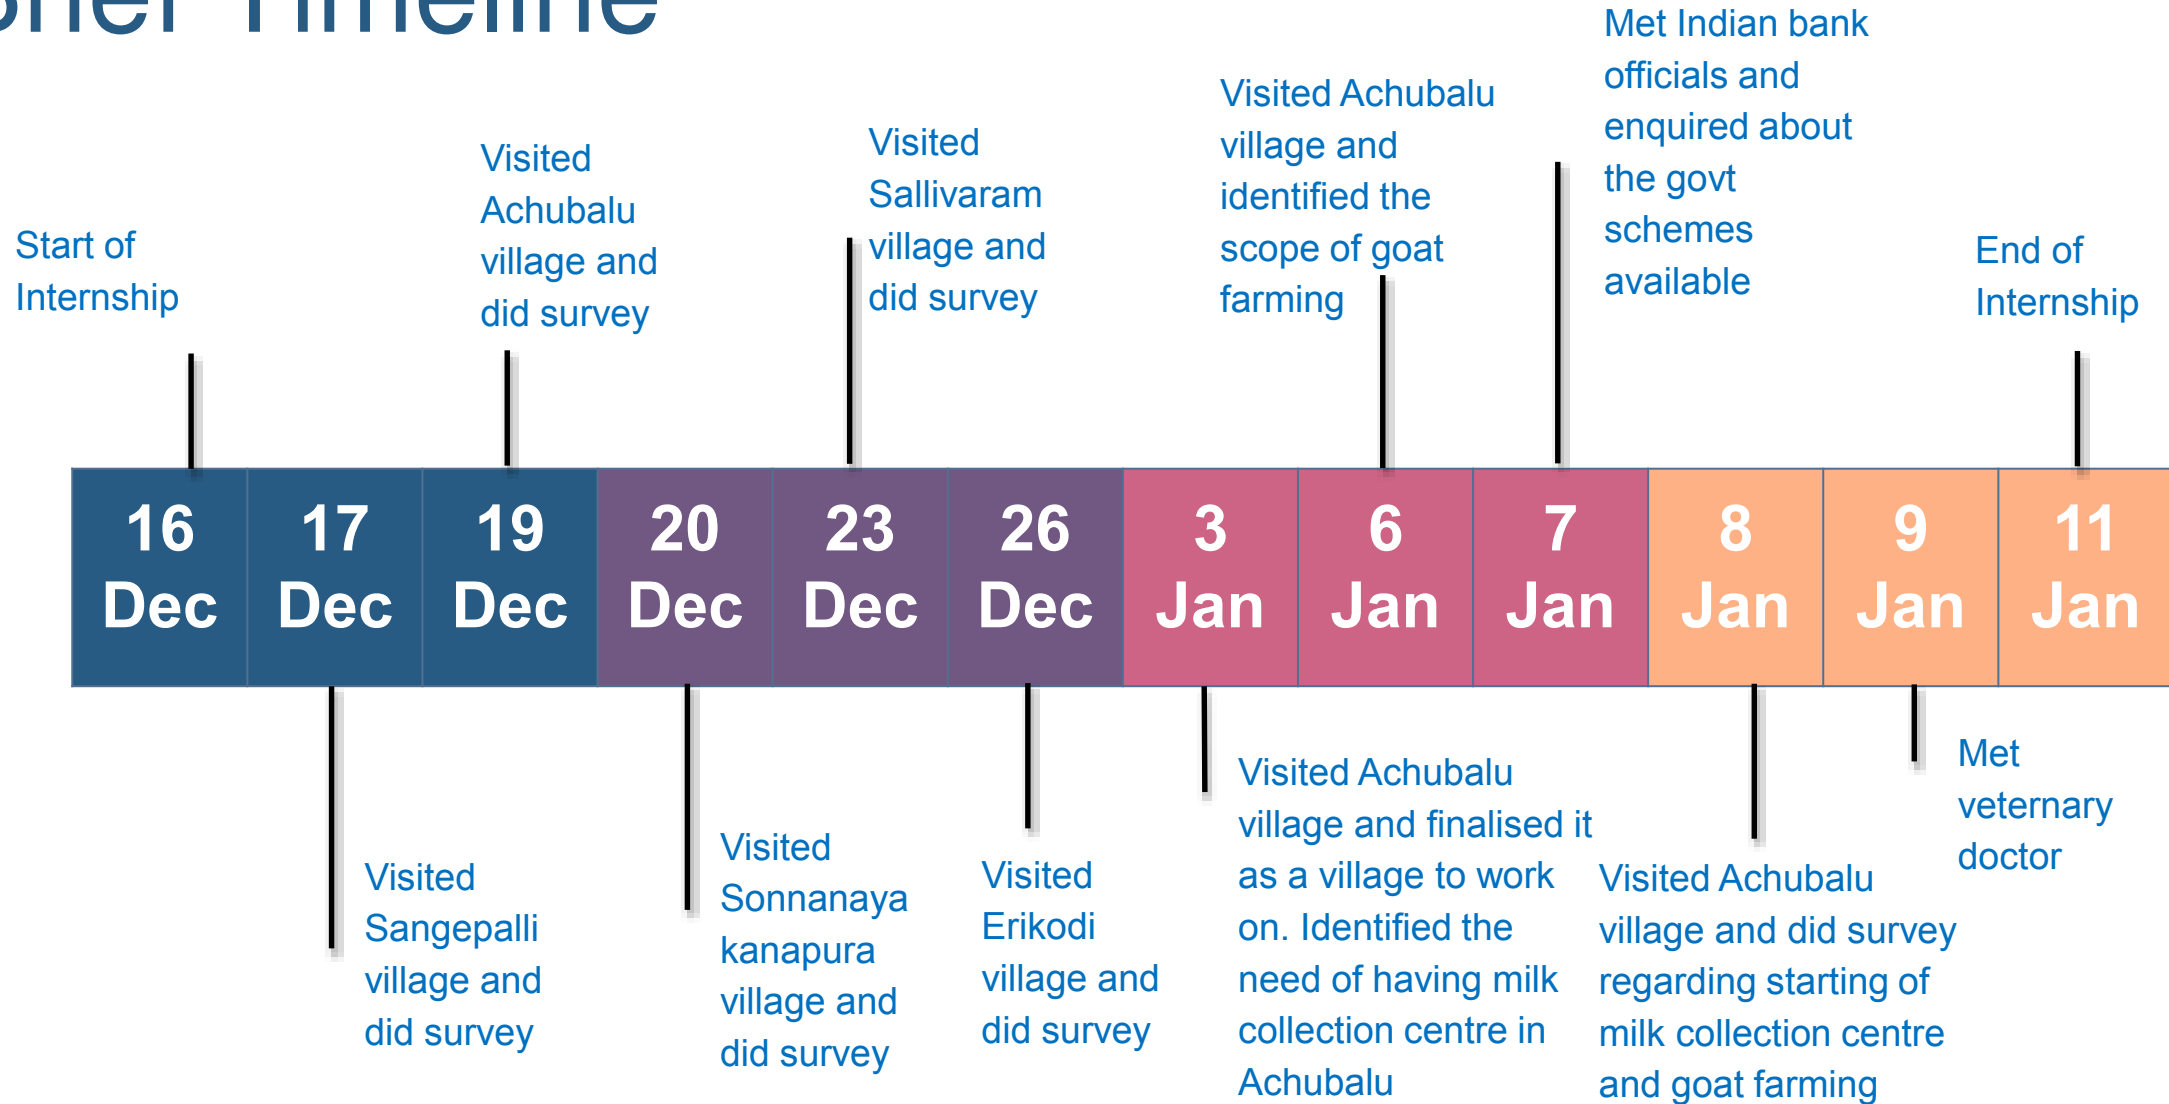 Timeline
Met Indian bank
officials and
enquired about
the govt
schemes
available
Visited Achubalu
village and
identified the
scope of goat
farming
Visited
Sallivaram
village and
did survey
Visited
Achubalu
village and
did survey
Start of
Internship
End of
Internship
16
Dec
17
Dec
19
Dec
20
Dec
23
Dec
26
Dec
3
Jan
6
Jan
7
Jan
8
Jan
9
Jan
11
Jan
Visited
Sangepalli
village and
did survey
Visited
Sonnanaya
kanapura
village and
did survey
Visited
Erikodi
village and
did survey
Visited Achubalu
village and finalised it
as a village to work
on. Identified the
need of having milk
collection centre in
Achubalu
Visited Achubalu
village and did survey
regarding starting of
milk collection centre
and goat farming
Met
veternary
doctor